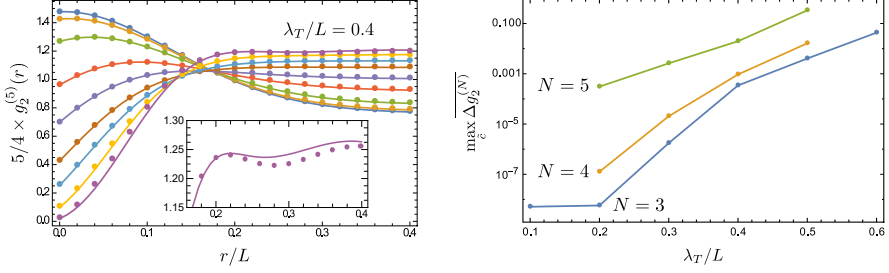 λ_T/L = 0.4
5/4 × g_2^(5)(r)
1.4
1.2
1.0
0.8
0.6
0.4
0.2
0.0
0.0 0.1 0.2 0.3 0.4
r/L
1.30
1.25
1.20
1.15
0.2 0.3 0.4
max_c̃ Δg_2^(N)
0.100
0.001
10^-5
10^-7
N = 5
N = 4
N = 3
0.1 0.2 0.3 0.4 0.5 0.6
λ_T/L